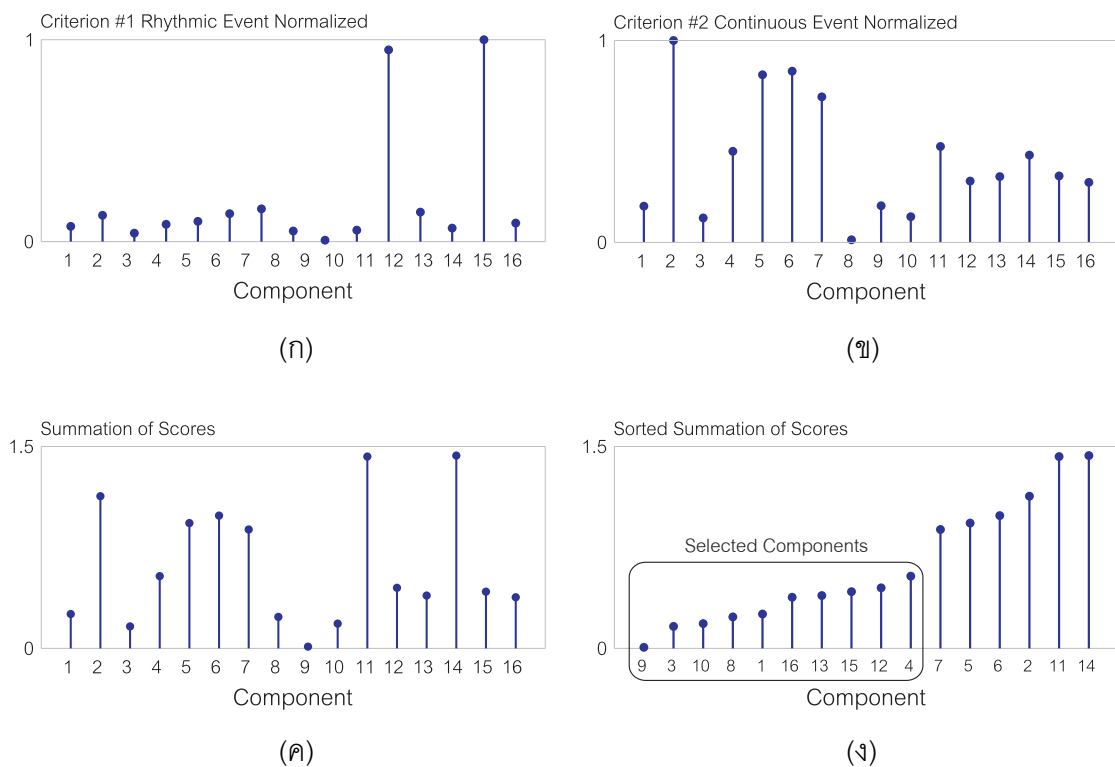 Criterion #1 Rhythmic Event Normalized
1
0
1 2 3 4 5 6 7 8 9 10 11 12 13 14 15 16
Component
(ก)
Criterion #2 Continuous Event Normalized
1
0
1 2 3 4 5 6 7 8 9 10 11 12 13 14 15 16
Component
(ข)
Summation of Scores
1.5
0
1 2 3 4 5 6 7 8 9 10 11 12 13 14 15 16
Component
(ค)
Sorted Summation of Scores
1.5
Selected Components
0
9 3 10 8 1 16 13 15 12 4 7 5 6 2 11 14
Component
(ง)